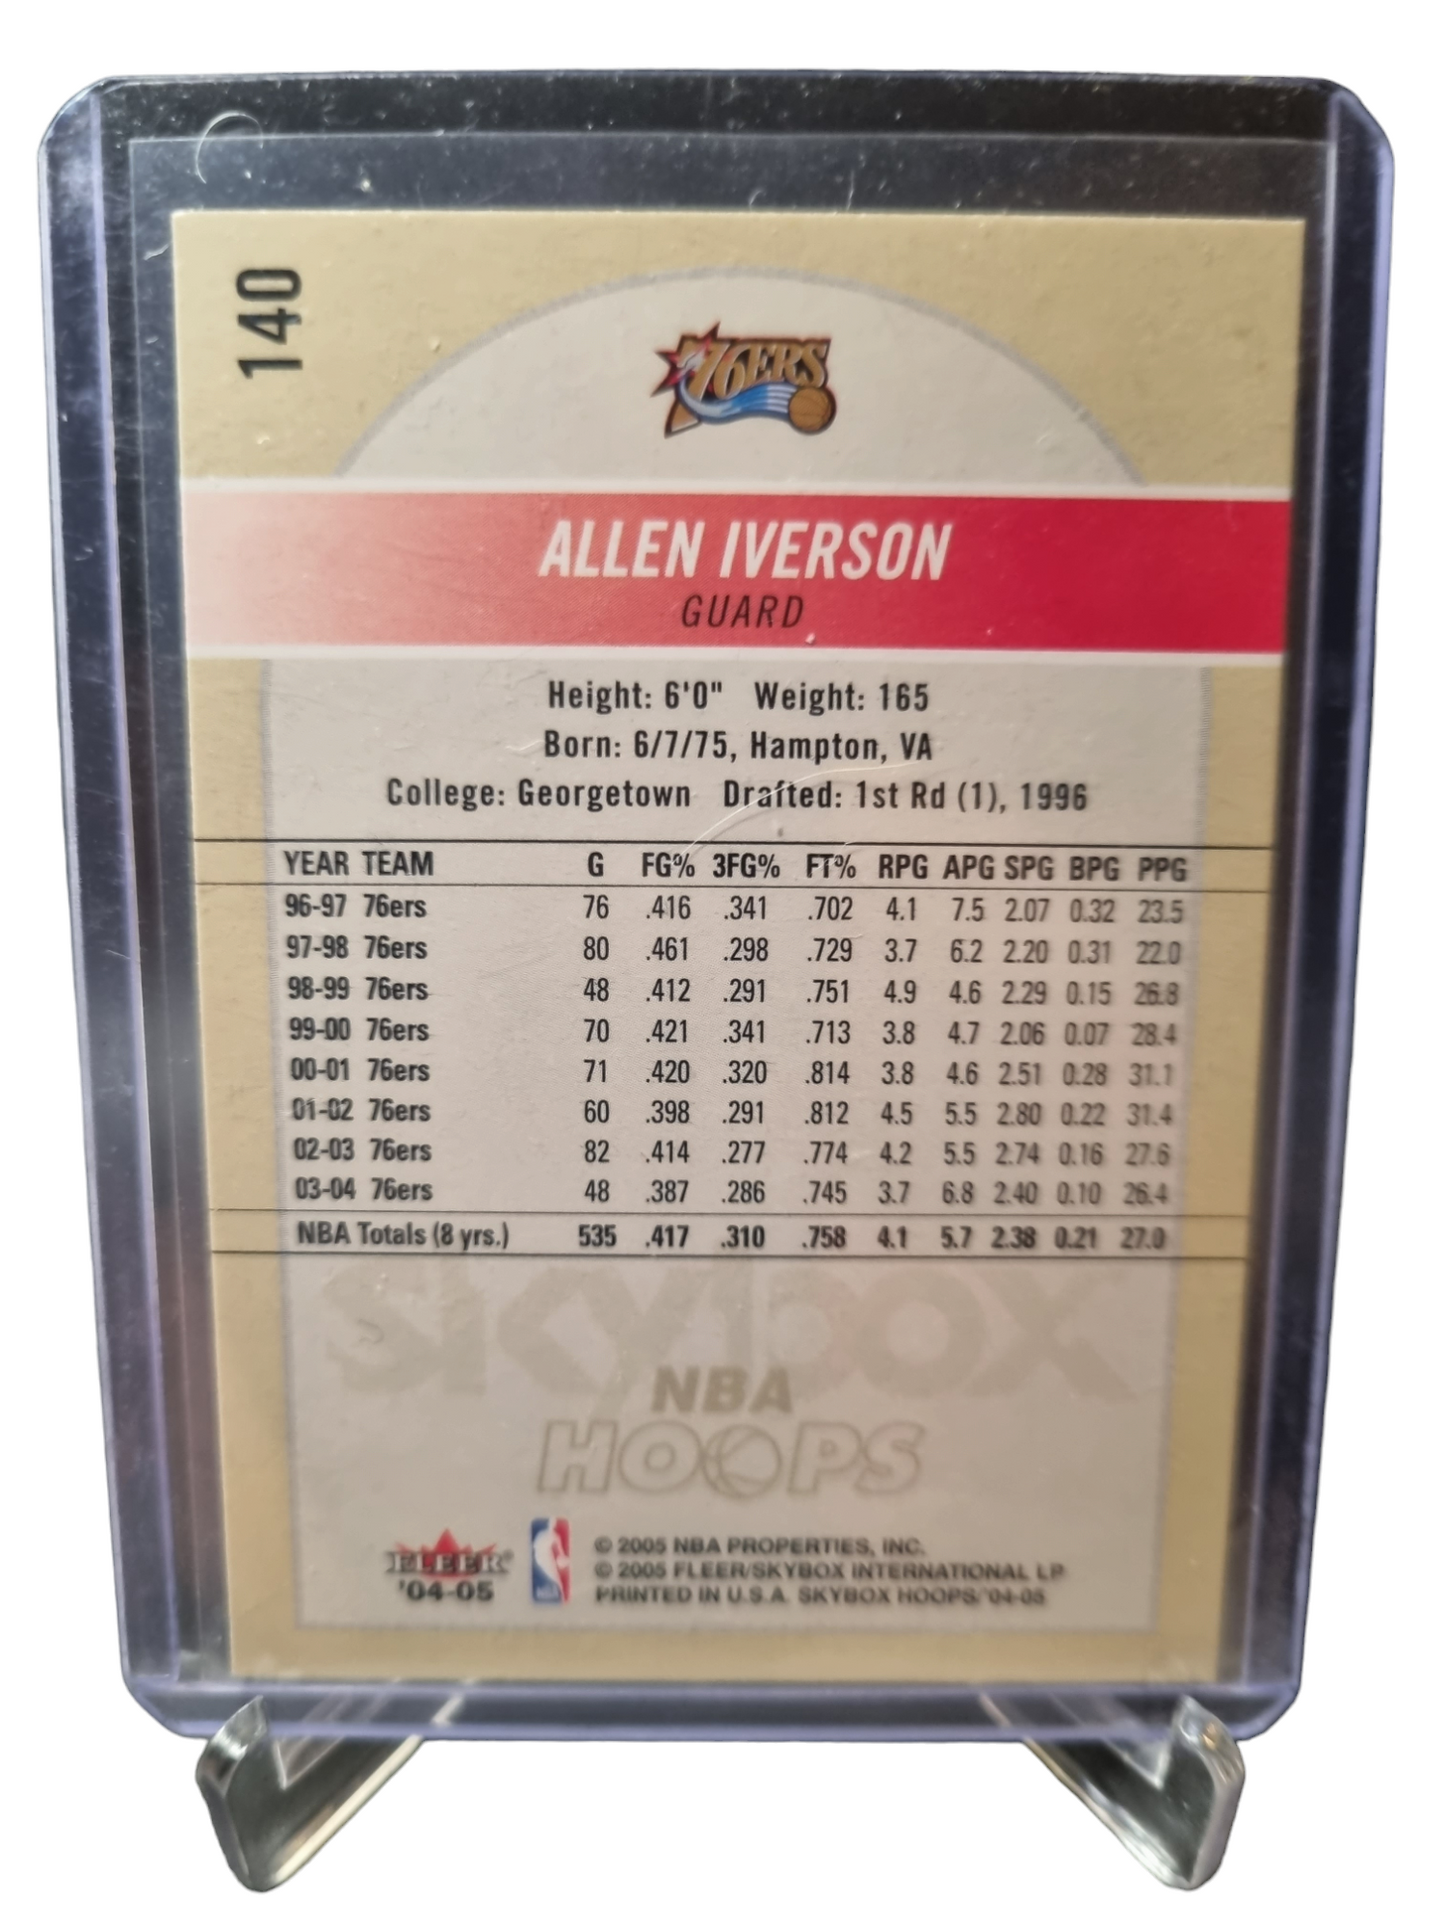 140
76ERS
ALLEN IVERSON
GUARD
Height: 6'0" Weight: 165
Born: 6/7/75, Hampton, VA
College: Georgetown Drafted: 1st Rd (1), 1996
YEAR TEAM G FG% 3FG% FT% RPG APG SPG BPG PPG
96-97 76ers 76 .416 .341 .702 4.1 7.5 2.07 0.32 23.5
97-98 76ers 80 .461 .298 .729 3.7 6.2 2.20 0.31 22.0
98-99 76ers 48 .412 .291 .751 4.9 4.6 2.29 0.15 26.8
99-00 76ers 70 .421 .341 .713 3.8 4.7 2.06 0.07 28.4
00-01 76ers 71 .420 .320 .814 3.8 4.6 2.51 0.28 31.1
01-02 76ers 60 .398 .291 .812 4.5 5.5 2.80 0.22 31.4
02-03 76ers 82 .414 .277 .774 4.2 5.5 2.74 0.16 27.6
03-04 76ers 48 .387 .286 .745 3.7 6.8 2.40 0.10 26.4
NBA Totals (8 yrs.) 535 .417 .310 .758 4.1 5.7 2.38 0.21 27.0
SKYBOX
NBA
HOOPS
FLEER®
'04-05
© 2005 NBA PROPERTIES, INC.
© 2005 FLEER/SKYBOX INTERNATIONAL LP
PRINTED IN U.S.A. SKYBOX HOOPS '04-05